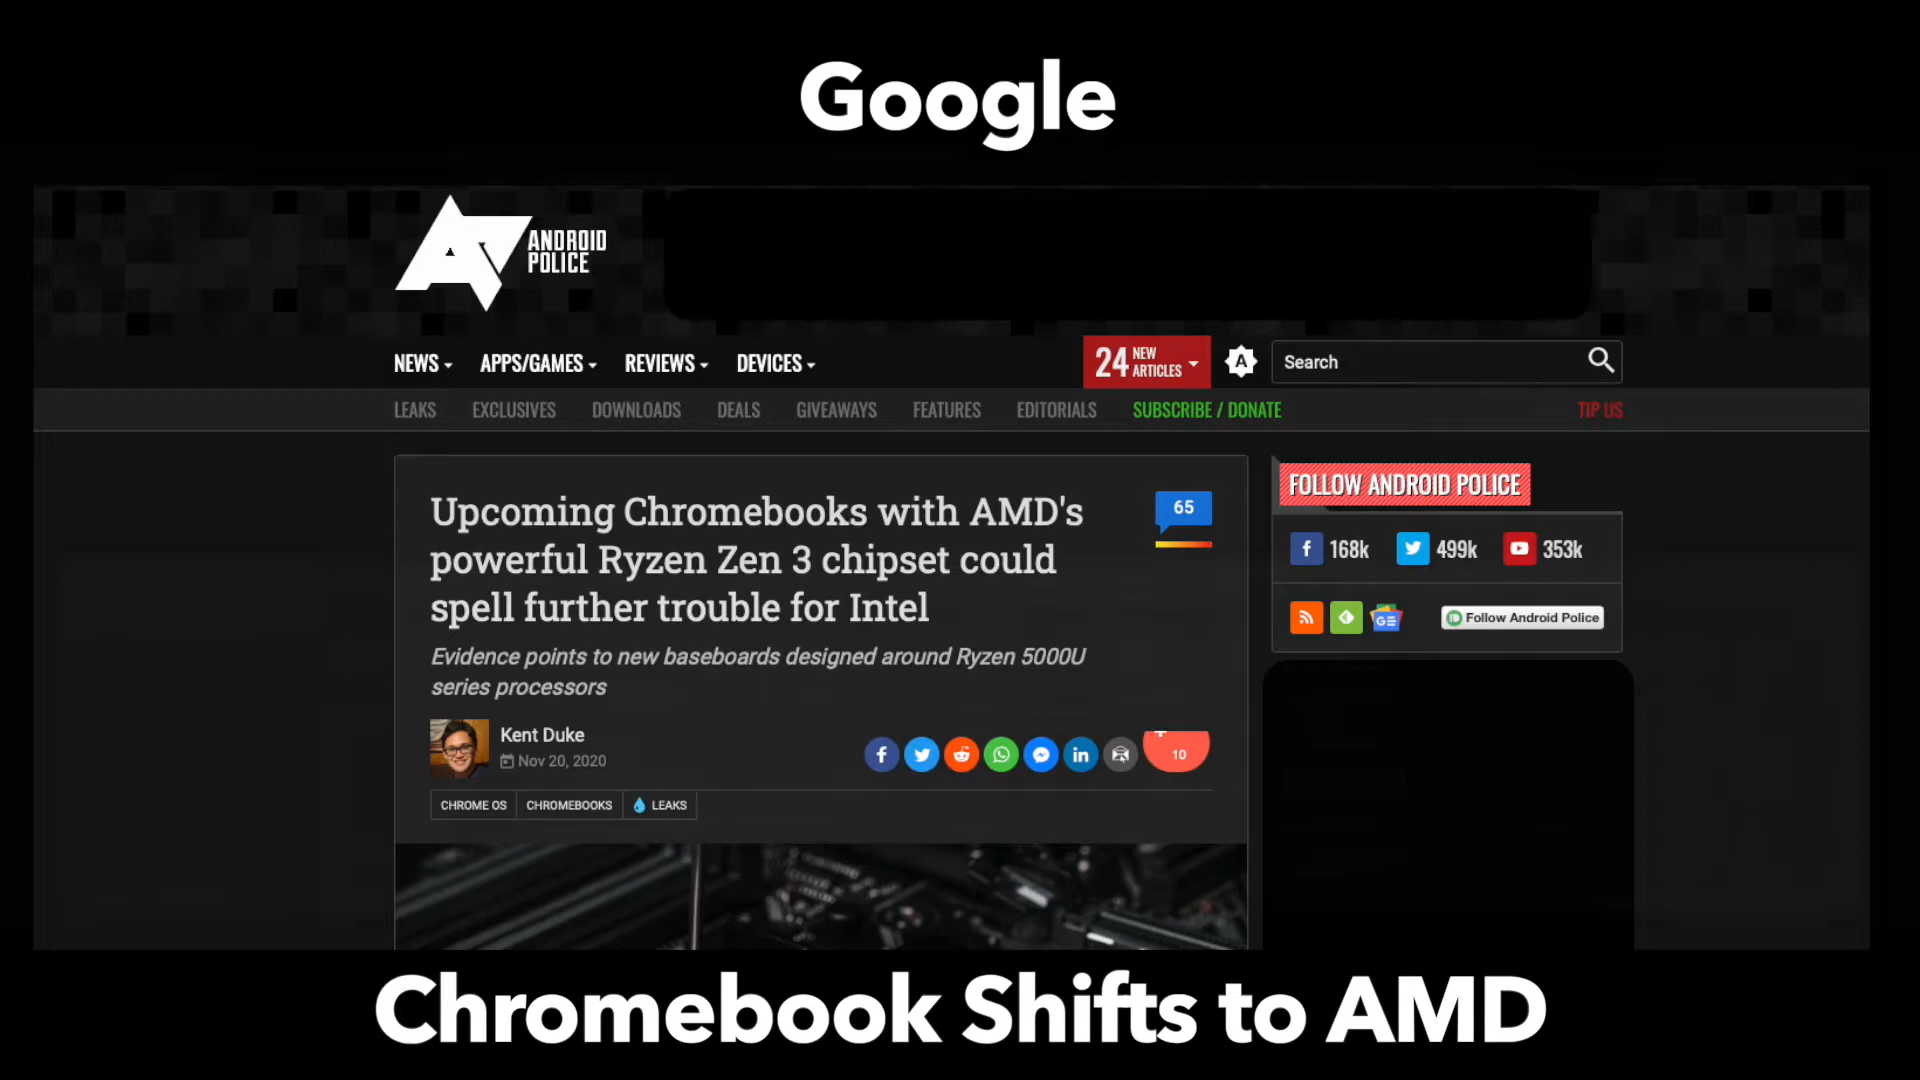 Google
ANDROID
POLICE
NEWS
APPS/GAMES
REVIEWS
DEVICES
24 NEW ARTICLES
A
Search
LEAKS
EXCLUSIVES
DOWNLOADS
DEALS
GIVEAWAYS
FEATURES
EDITORIALS
SUBSCRIBE / DONATE
TIP US
Upcoming Chromebooks with AMD's
powerful Ryzen Zen 3 chipset could
spell further trouble for Intel
65
Evidence points to new baseboards designed around Ryzen 5000U
series processors
Kent Duke
Nov 20, 2020
10
CHROME OS
CHROMEBOOKS
LEAKS
FOLLOW ANDROID POLICE
168k
499k
353k
GE
Follow Android Police
Chromebook Shifts to AMD